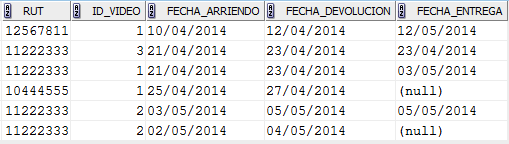 RUT ID_VIDEO FECHA_ARRIENDO FECHA_DEVOLUCION FECHA_ENTREGA
12567811 1 10/04/2014 12/04/2014 12/05/2014
11222333 3 21/04/2014 23/04/2014 23/04/2014
11222333 1 21/04/2014 23/04/2014 03/05/2014
10444555 1 25/04/2014 27/04/2014 (null)
11222333 2 03/05/2014 05/05/2014 05/05/2014
11222333 2 02/05/2014 04/05/2014 (null)